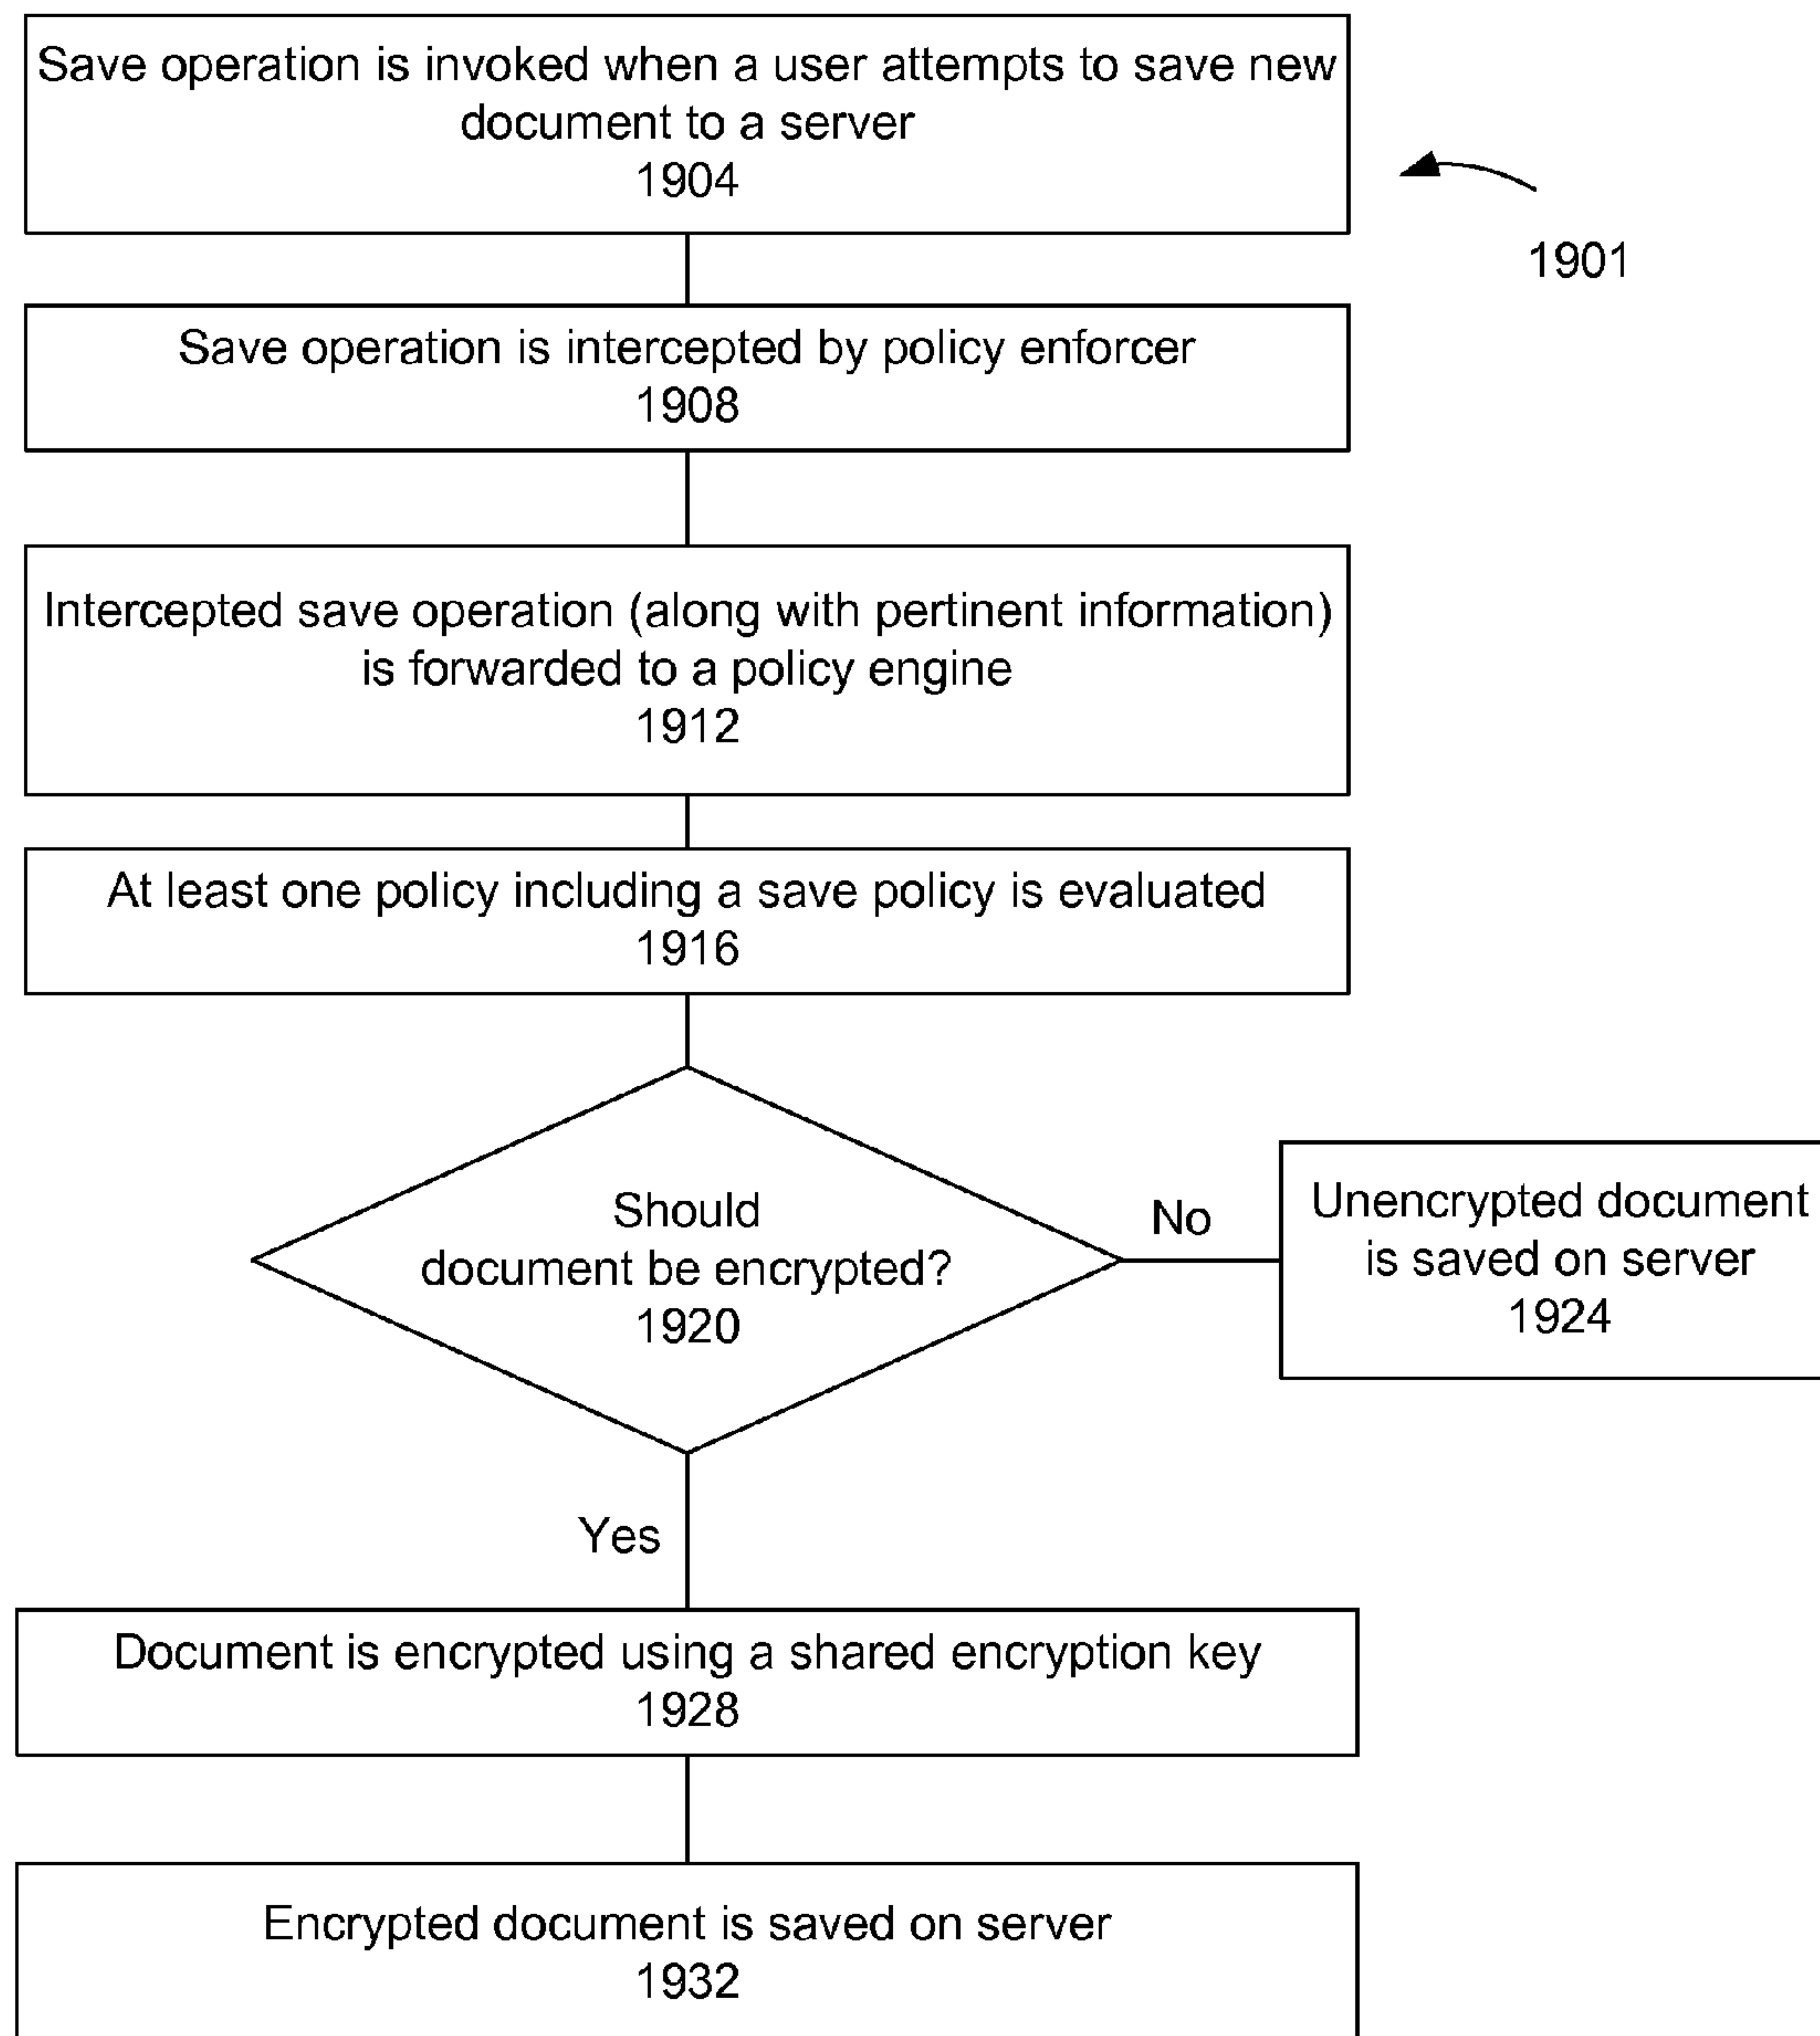 Save operation is invoked when a user attempts to save new
document to a server
1904
1901
Save operation is intercepted by policy enforcer
1908
Intercepted save operation (along with pertinent information)
is forwarded to a policy engine
1912
At least one policy including a save policy is evaluated
1916
Should
document be encrypted?
1920
No
Unencrypted document
is saved on server
1924
Yes
Document is encrypted using a shared encryption key
1928
Encrypted document is saved on server
1932